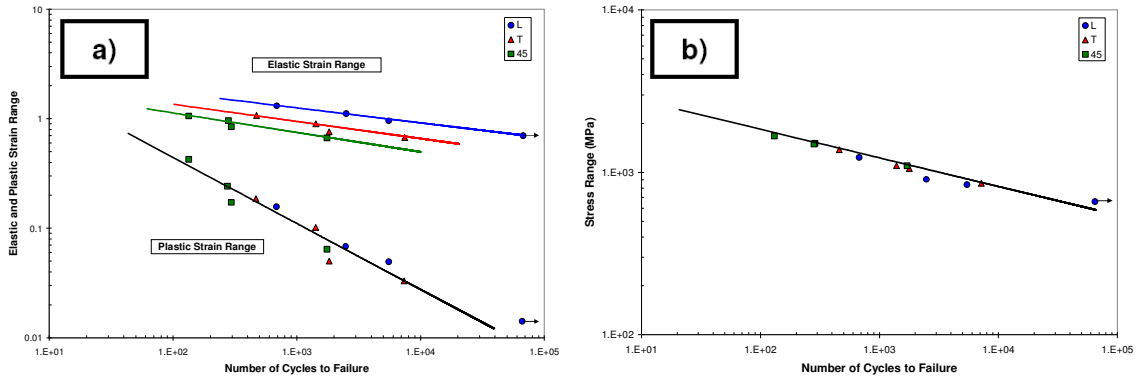 a)
Elastic Strain Range
Plastic Strain Range
L
T
45
Elastic and Plastic Strain Range
10
1
0.1
0.01
1.E+01
1.E+02
1.E+03
1.E+04
1.E+05
Number of Cycles to Failure
b)
L
T
45
Stress Range (MPa)
1.E+04
1.E+03
1.E+02
1.E+01
1.E+02
1.E+03
1.E+04
1.E+05
Number of Cycles to Failure